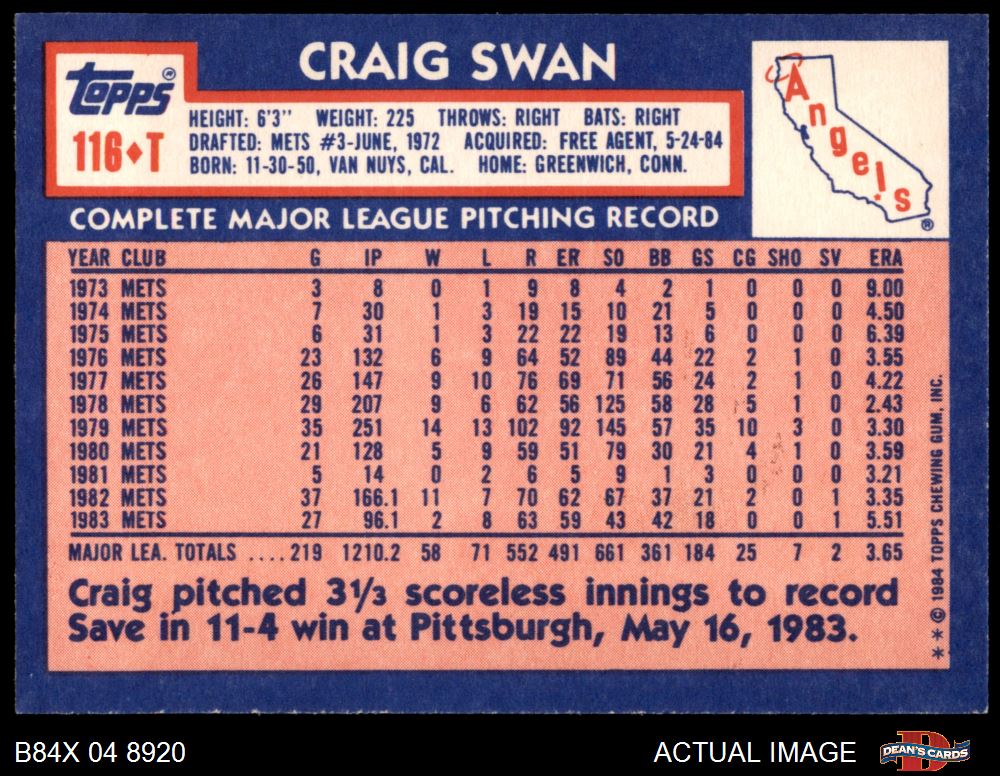 CRAIG SWAN
Topps®
116♦T
HEIGHT: 6'3" WEIGHT: 225 THROWS: RIGHT BATS: RIGHT
DRAFTED: METS #3-JUNE, 1972 ACQUIRED: FREE AGENT, 5-24-84
BORN: 11-30-50, VAN NUYS, CAL. HOME: GREENWICH, CONN.
Angels
®
COMPLETE MAJOR LEAGUE PITCHING RECORD
YEAR CLUB G IP W L R ER SO BB GS CG SHO SV ERA
1973 METS 3 8 0 1 9 8 4 2 1 0 0 0 9.00
1974 METS 7 30 1 3 19 15 10 21 5 0 0 0 4.50
1975 METS 6 31 1 3 22 22 19 13 6 0 0 0 6.39
1976 METS 23 132 6 9 64 52 89 44 22 2 1 0 3.55
1977 METS 26 147 9 10 76 69 71 56 24 2 1 0 4.22
1978 METS 29 207 9 6 62 56 125 58 28 5 1 0 2.43
1979 METS 35 251 14 13 102 92 145 57 35 10 3 0 3.30
1980 METS 21 128 5 9 59 51 79 30 21 4 1 0 3.59
1981 METS 5 14 0 2 6 5 9 1 3 0 0 0 3.21
1982 METS 37 166.1 11 7 70 62 67 37 21 2 0 1 3.35
1983 METS 27 96.1 2 8 63 59 43 42 18 0 0 1 5.51
MAJOR LEA. TOTALS ....219 1210.2 58 71 552 491 661 361 184 25 7 2 3.65
Craig pitched 3⅓ scoreless innings to record
Save in 11-4 win at Pittsburgh, May 16, 1983.
**© 1984 TOPPS CHEWING GUM, INC.
B84X 04 8920
ACTUAL IMAGE
D
DEAN'S CARDS